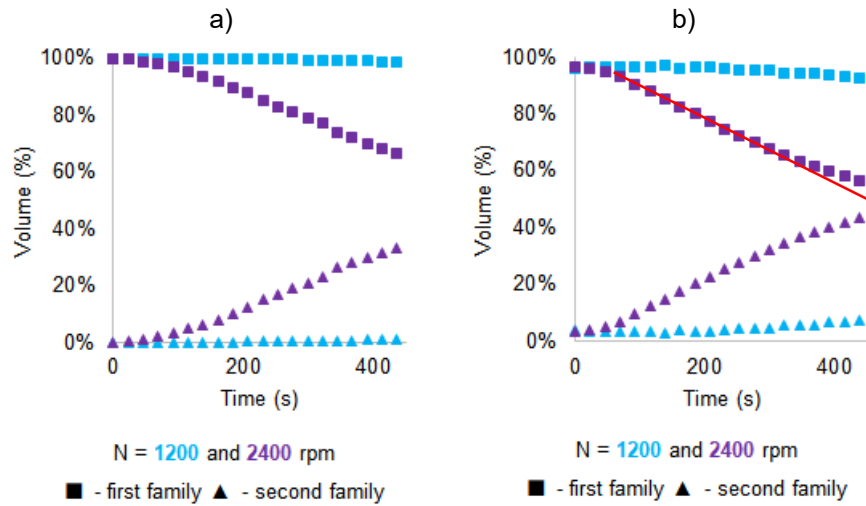 a)
100%
80%
60%
40%
20%
0%
Volume (%)
0 200 400
Time (s)
N = 1200 and 2400 rpm
■ - first family ▲ - second family
b)
100%
80%
60%
40%
20%
0%
Volume (%)
0 200 400
Time (s)
N = 1200 and 2400 rpm
■ - first family ▲ - second family